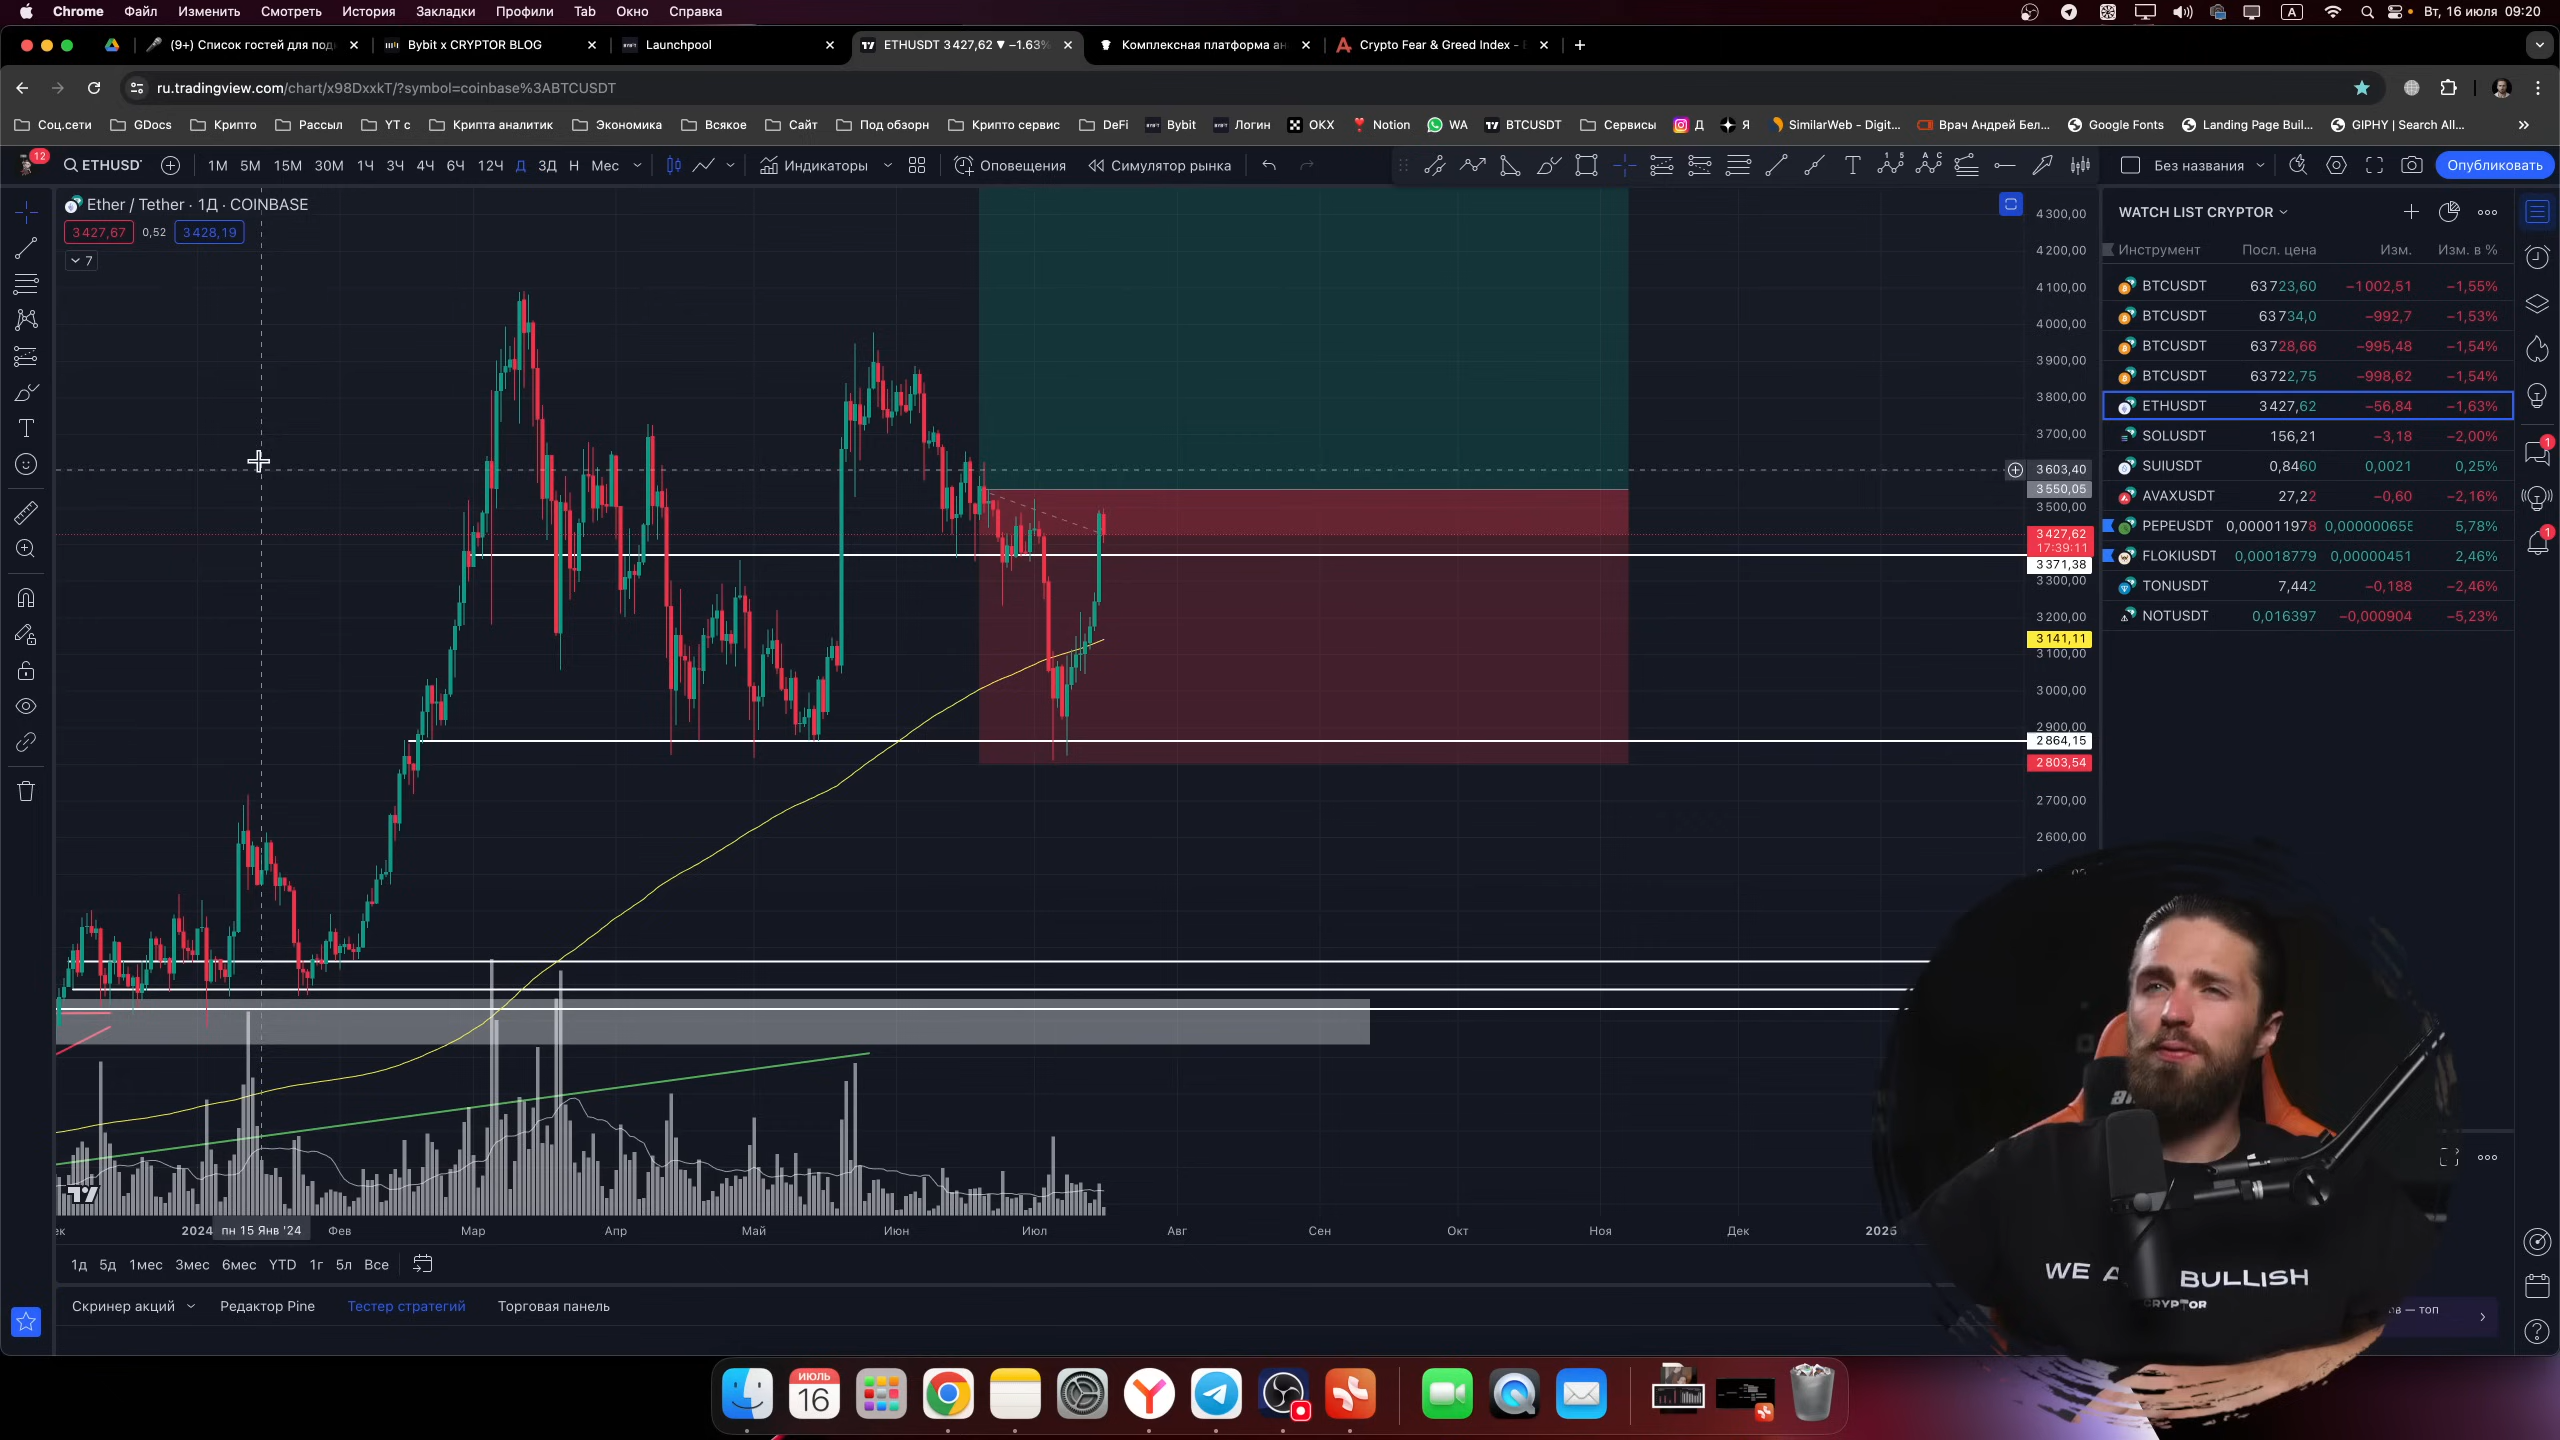 Chrome Файл Изменить Смотреть История Закладки Профили Tab Окно Справка A Вт, 16 июля 09:20
(9+) Список гостей для под Bybit x CRYPTOR BLOG Launchpool ETHUSDT 3 427,62 ▼ −1.63% Комплексная платформа ан Crypto Fear & Greed Index -
ru.tradingview.com/chart/x98DxxkT/?symbol=coinbase%3ABTCUSDT
Соц.сети GDocs Крипто Рассыл YT с Крипта аналитик Экономика Всякое Сайт Под обзорн Крипто сервис DeFi Bybit Логин OKX Notion WA BTCUSDT Сервисы Д Я SimilarWeb - Digit... Врач Андрей Бел... Google Fonts Landing Page Buil... GIPHY | Search All...
12 ETHUSD 1М 5М 15М 30М 1Ч 3Ч 4Ч 6Ч 12Ч Д 3Д Н Мес Индикаторы Оповещения Симулятор рынка Без названия Опубликовать
Ether / Tether · 1Д · COINBASE
3 427,67 0,52 3 428,19
7
4 300,00
4 200,00
4 100,00
4 000,00
3 900,00
3 800,00
3 700,00
3 603,40
3 550,05
3 500,00
3 427,62
17:39:11
3 371,38
3 300,00
3 200,00
3 141,11
3 100,00
3 000,00
2 900,00
2 864,15
2 803,54
2 700,00
2 600,00
WATCH LIST CRYPTOR
Инструмент Посл. цена Изм. Изм. в %
BTCUSDT 63 723,60 −1 002,51 −1,55%
BTCUSDT 63 734,0 −992,7 −1,53%
BTCUSDT 63 728,66 −995,48 −1,54%
BTCUSDT 63 722,75 −998,62 −1,54%
ETHUSDT 3 427,62 −56,84 −1,63%
SOLUSDT 156,21 −3,18 −2,00%
SUIUSDT 0,8460 0,0021 0,25%
AVAXUSDT 27,22 −0,60 −2,16%
PEPEUSDT 0,000011978 0,000000655 5,78%
FLOKIUSDT 0,00018779 0,00000451 2,46%
TONUSDT 7,442 −0,188 −2,46%
NOTUSDT 0,016397 −0,000904 −5,23%
1
1
2024 пн 15 Янв '24 Фев Мар Апр Май Июн Июл Авг Сен Окт Ноя Дек
1д 5д 1мес 3мес 6мес YTD 1г 5л Все
Скринер акций Редактор Pine Тестер стратегий Торговая панель
WE A BULLISH
CRYPTOR
— топ
ИЮЛЬ
16